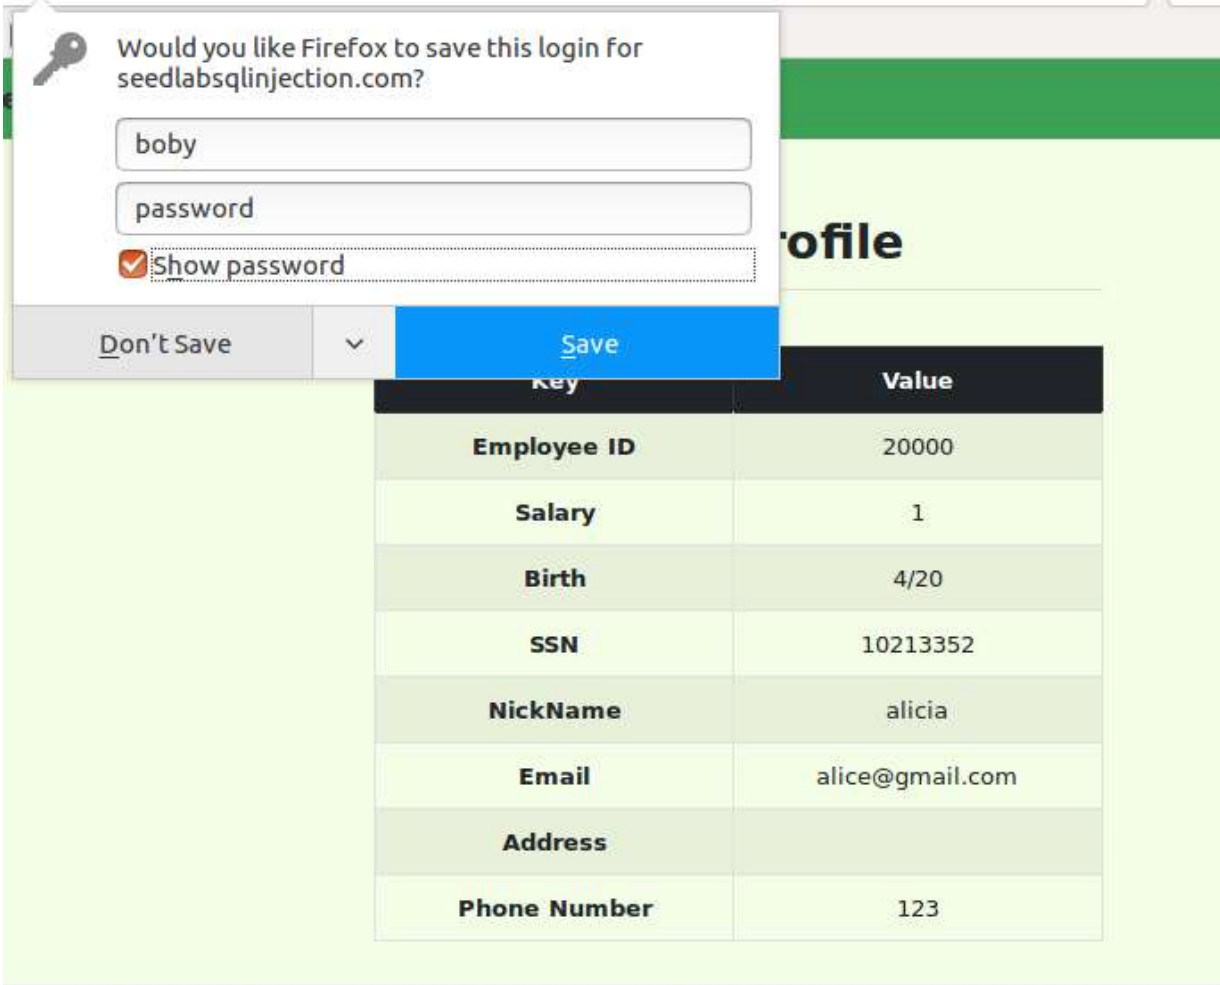 Would you like Firefox to save this login for
seedlabsqlinjection.com?
boby
password
Show password
Don't Save
Save
ofile
Key Value
Employee ID 20000
Salary 1
Birth 4/20
SSN 10213352
NickName alicia
Email alice@gmail.com
Address
Phone Number 123